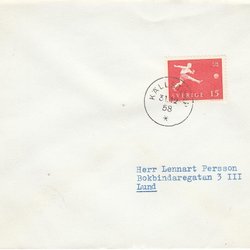 SVERIGE 15
58
Herr Lennart Persson
Bokbindaregatan 3 III
Lund